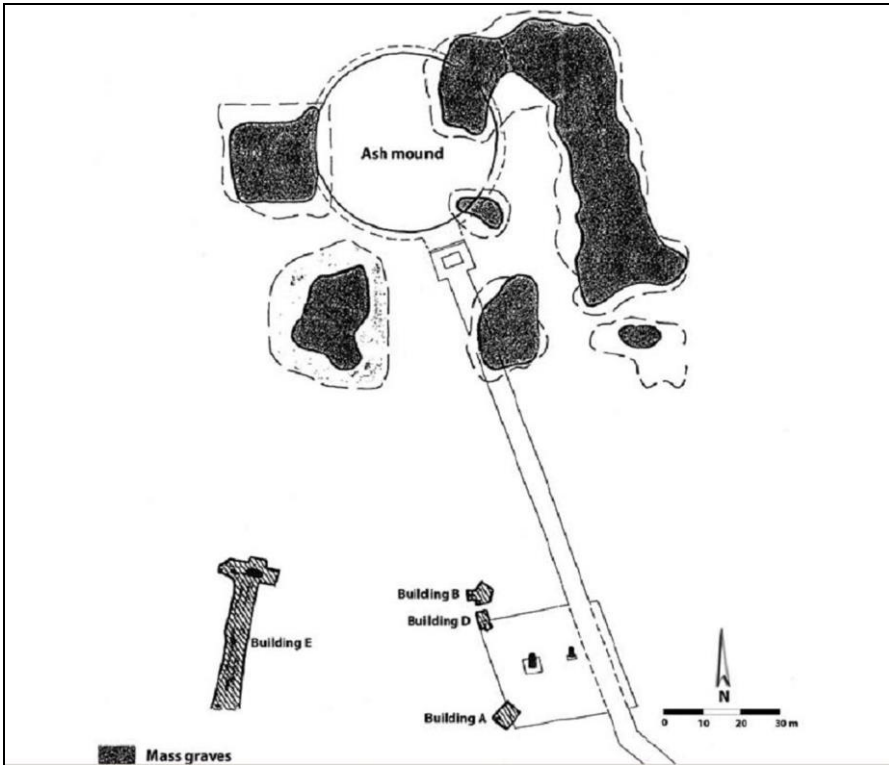 Ash mound
Building B
Building D
Building E
Building A
N
0 10 20 30 m
Mass graves